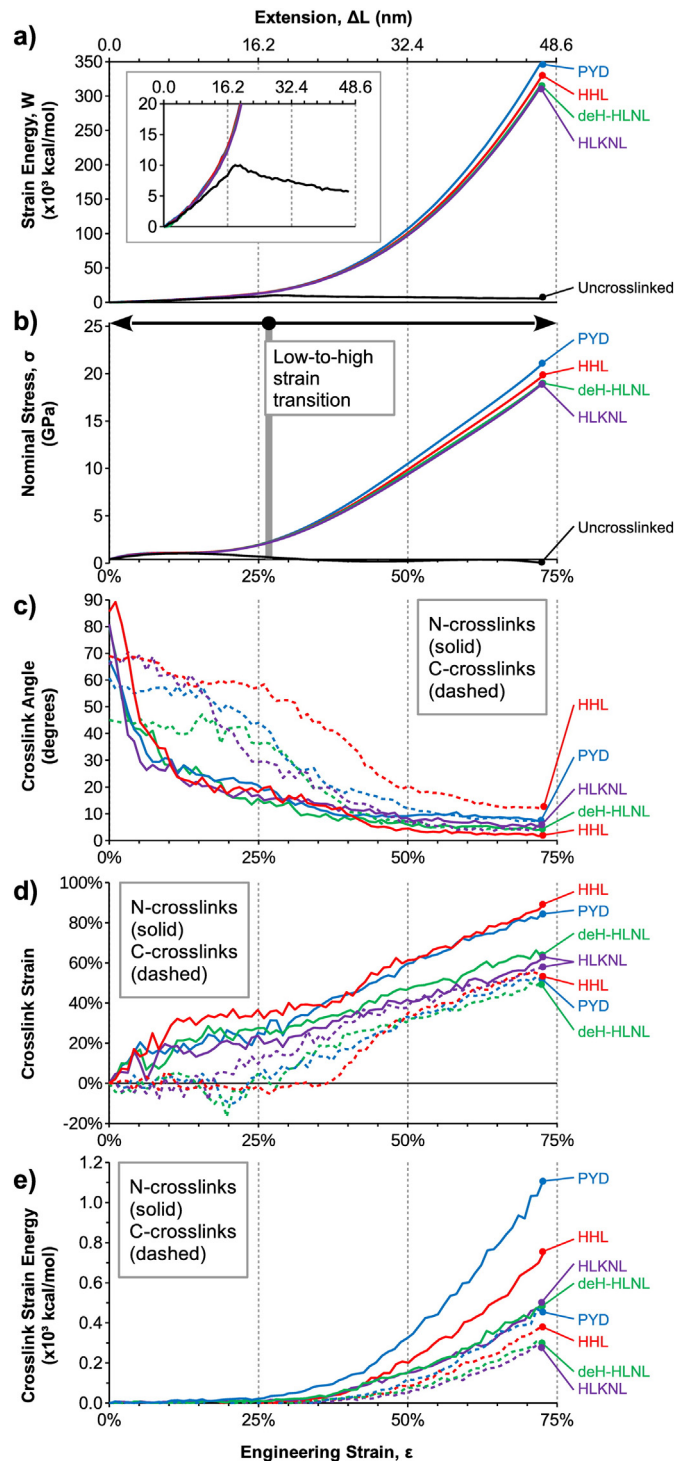 Extension, ΔL (nm)
a)
0.0 16.2 32.4 48.6
Strain Energy, W
(x10³ kcal/mol)
350
300
250
200
150
100
50
0
0.0 16.2 32.4 48.6
20
15
10
5
0
PYD
HHL
deH-HLNL
HLKNL
Uncrosslinked
b)
Nominal Stress, σ
(GPa)
25
20
15
10
5
0
Low-to-high
strain
transition
PYD
HHL
deH-HLNL
HLKNL
Uncrosslinked
0% 25% 50% 75%
c)
Crosslink Angle
(degrees)
90
80
70
60
50
40
30
20
10
0
N-crosslinks
(solid)
C-crosslinks
(dashed)
HHL
PYD
HLKNL
deH-HLNL
HHL
0% 25% 50% 75%
d)
Crosslink Strain
100%
80%
60%
40%
20%
0%
-20%
N-crosslinks
(solid)
C-crosslinks
(dashed)
HHL
PYD
deH-HLNL
HLKNL
HHL
PYD
deH-HLNL
0% 25% 50% 75%
e)
Crosslink Strain Energy
(x10³ kcal/mol)
1.2
1.0
0.8
0.6
0.4
0.2
0.0
N-crosslinks
(solid)
C-crosslinks
(dashed)
PYD
HHL
HLKNL
deH-HLNL
PYD
HHL
deH-HLNL
HLKNL
0% 25% 50% 75%
Engineering Strain, ε